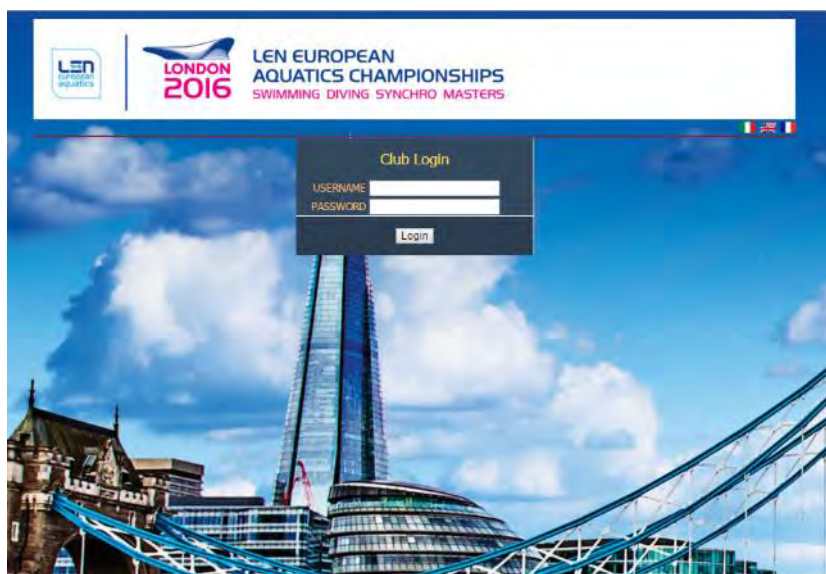 LEN
european
aquatics
LONDON
2016
LEN EUROPEAN
AQUATICS CHAMPIONSHIPS
SWIMMING DIVING SYNCHRO MASTERS
Club Login
USERNAME
PASSWORD
Login